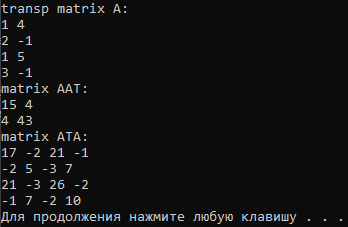 transp matrix A:
1 4
2 -1
1 5
3 -1
matrix AAT:
15 4
4 43
matrix ATA:
17 -2 21 -1
-2 5 -3 7
21 -3 26 -2
-1 7 -2 10
Для продолжения нажмите любую клавишу . . .